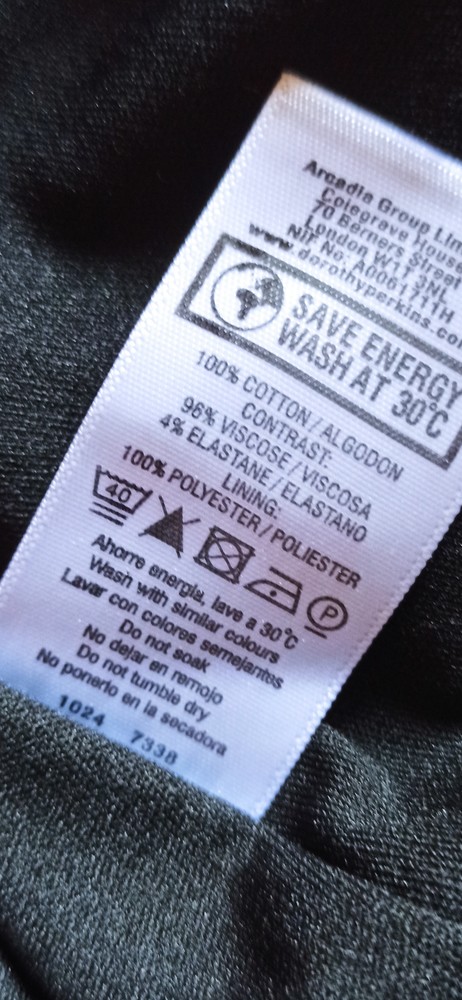 Arcadia Group Lim
Colegrave House
70 Berners Street
London W1T 3NL
NIF No: A0061711H
www.dorothyperkins.co
SAVE ENERGY
WASH AT 30°C
100% COTTON / ALGODON
CONTRAST:
96% VISCOSE / VISCOSA
4% ELASTANE / ELASTANO
LINING:
100% POLYESTER / POLIESTER
40
P
Ahorre energia, lave a 30°C
Wash with similar colours
Lavar con colores semejantes
Do not soak
No dejar en remojo
Do not tumble dry
No ponerlo en la secadora
1024 7338